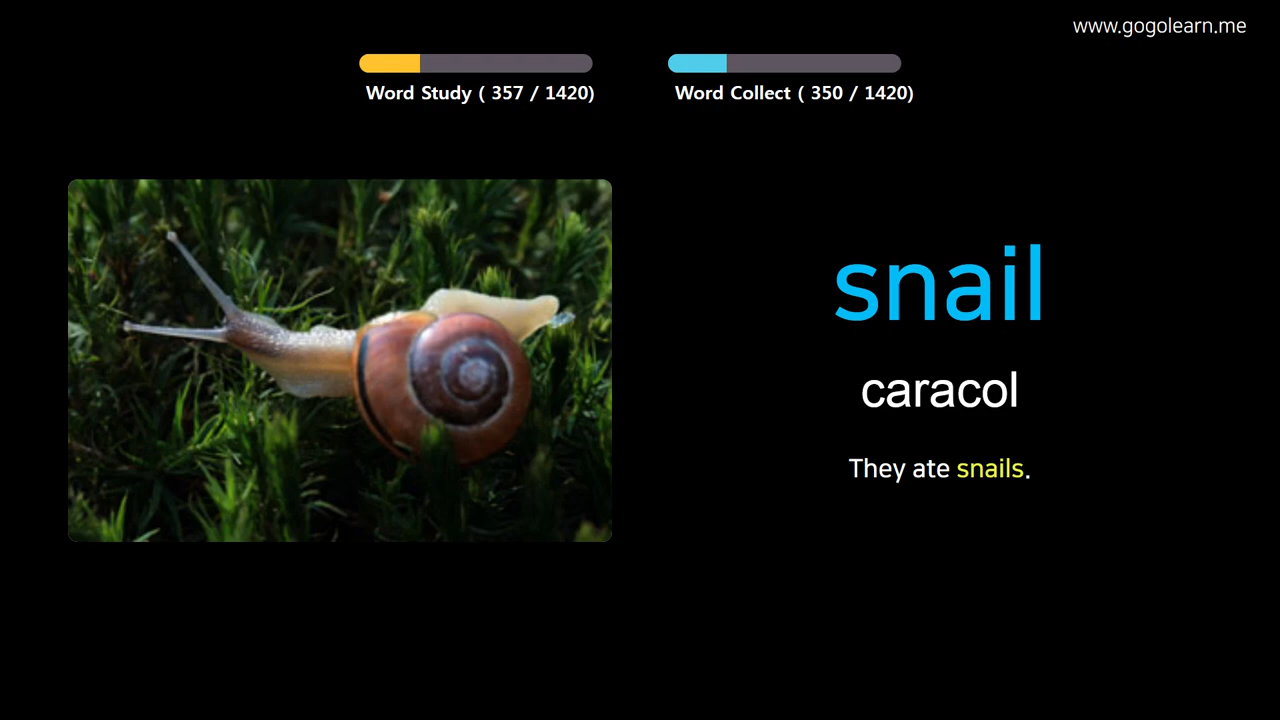 www.gogolearn.me
Word Study ( 357 / 1420)
Word Collect ( 350 / 1420)
snail
caracol
They ate snails.